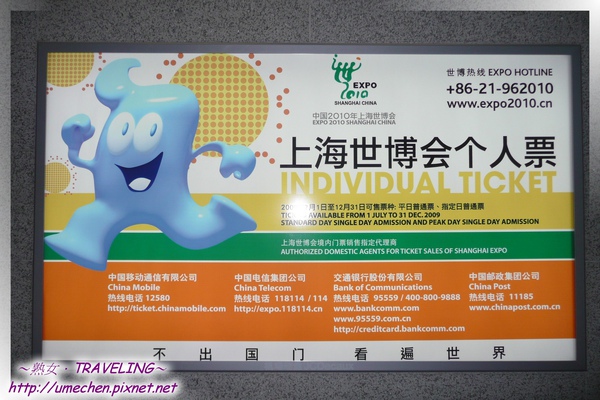 EXPO
2010
SHANGHAI CHINA
中国2010年上海世博会
EXPO 2010 SHANGHAI CHINA
世博热线 EXPO HOTLINE
+86-21-962010
www.expo2010.cn
上海世博会个人票
INDIVIDUAL TICKET
月1日至12月31日可售票种: 平日普通票、指定日普通票
TICKET AVAILABLE FROM 1 JULY TO 31 DEC. 2009
STANDARD DAY SINGLE DAY ADMISSION AND PEAK DAY SINGLE DAY ADMISSION
上海世博会境内门票销售指定代理商
AUTHORIZED DOMESTIC AGENTS FOR TICKET SALES OF SHANGHAI EXPO
中国移动通信有限公司
China Mobile
热线电话 12580
http://ticket.chinamobile.com
中国电信集团公司
China Telecom
热线电话 118114 / 114
http://expo.118114.cn
交通银行股份有限公司
Bank of Communications
热线电话 95559 / 400-800-9888
www.bankcomm.com
www.95559.com.cn
http://creditcard.bankcomm.com
中国邮政集团公司
China Post
热线电话 11185
www.chinapost.com.cn
不出国门 看遍世界
～熟女·TRAVELING～
http://umechen.pixnet.net